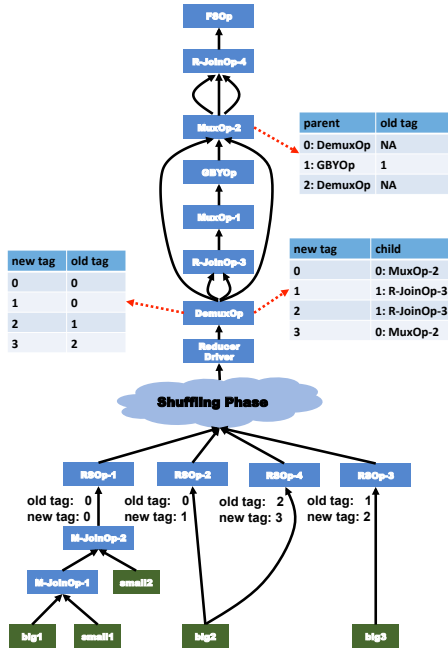 FSOp
R-JoinOp-4
MuxOp-2
parent old tag
0: DemuxOp NA
1: GBYOp 1
2: DemuxOp NA
GBYOp
MuxOp-1
R-JoinOp-3
new tag old tag
0 0
1 0
2 1
3 2
new tag child
0 0: MuxOp-2
1 1: R-JoinOp-3
2 1: R-JoinOp-3
3 0: MuxOp-2
DemuxOp
Reducer
Driver
Shuffling Phase
RSOp-1 RSOp-2 RSOp-4 RSOp-3
old tag: 0 old tag: 0 old tag: 2 old tag: 1
new tag: 0 new tag: 1 new tag: 3 new tag: 2
M-JoinOp-2
M-JoinOp-1 small2
big1 small1 big2 big3